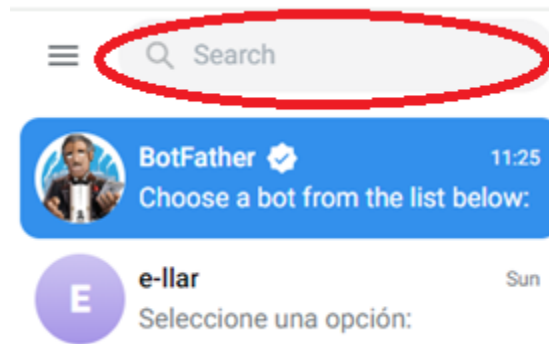 Search
BotFather 11:25
Choose a bot from the list below:
E
e-llar Sun
Seleccione una opción: